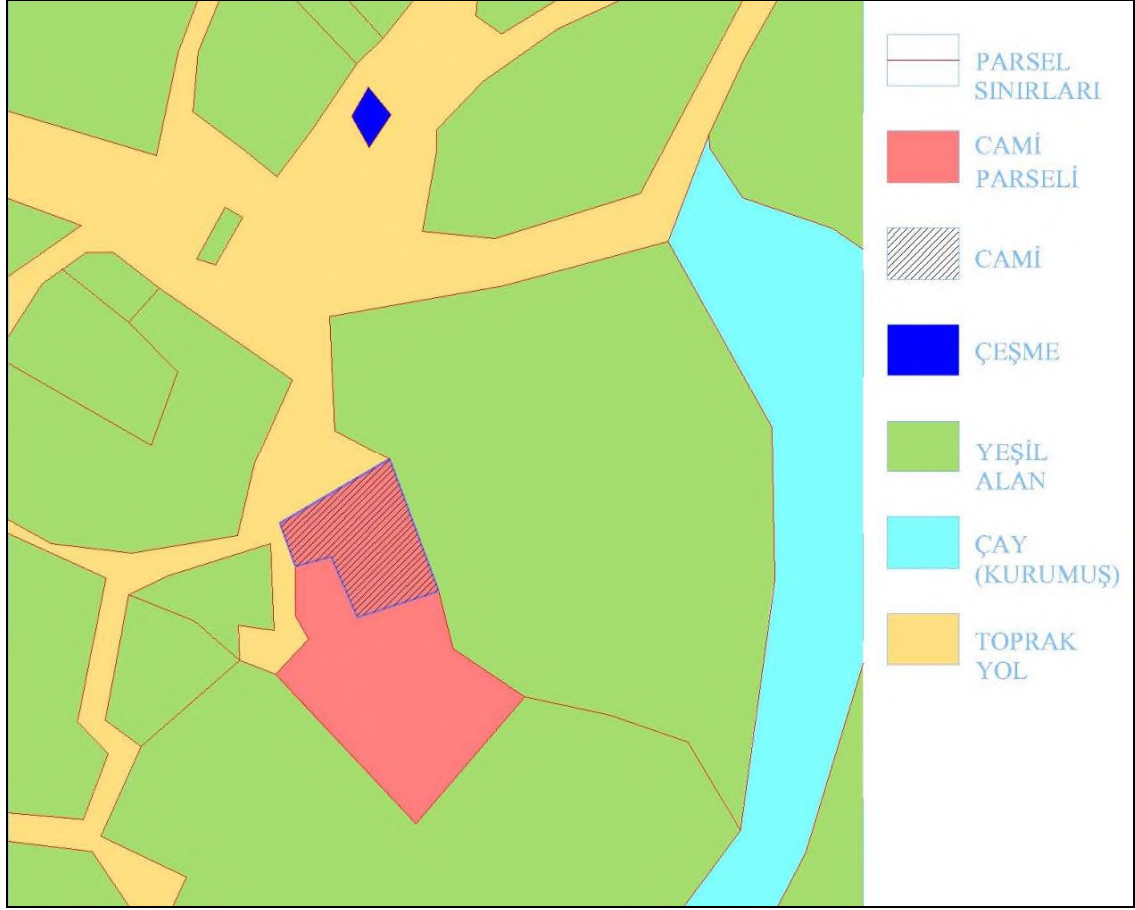 PARSEL
SINIRLARI
CAMİ
PARSELİ
CAMİ
ÇEŞME
YEŞİL
ALAN
ÇAY
(KURUMUŞ)
TOPRAK
YOL